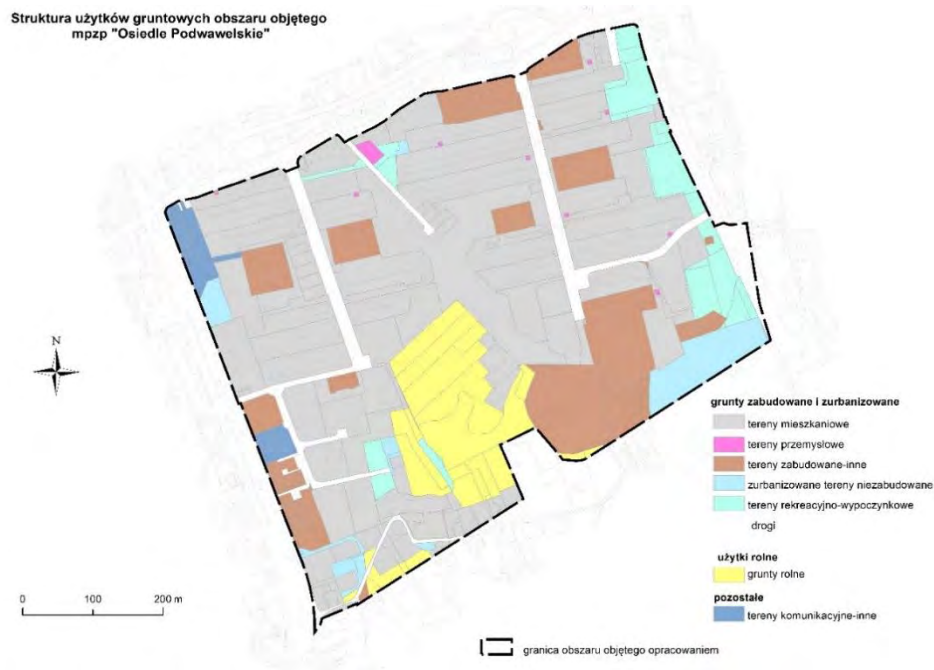 Struktura użytków gruntowych obszaru objętego
mpzp "Osiedle Podwawelskie"
N
grunty zabudowane i zurbanizowane
tereny mieszkaniowe
tereny przemysłowe
tereny zabudowane-inne
zurbanizowane tereny niezabudowane
tereny rekreacyjno-wypoczynkowe
drogi
użytki rolne
grunty rolne
pozostałe
tereny komunikacyjne-inne
0 100 200 m
granica obszaru objętego opracowaniem